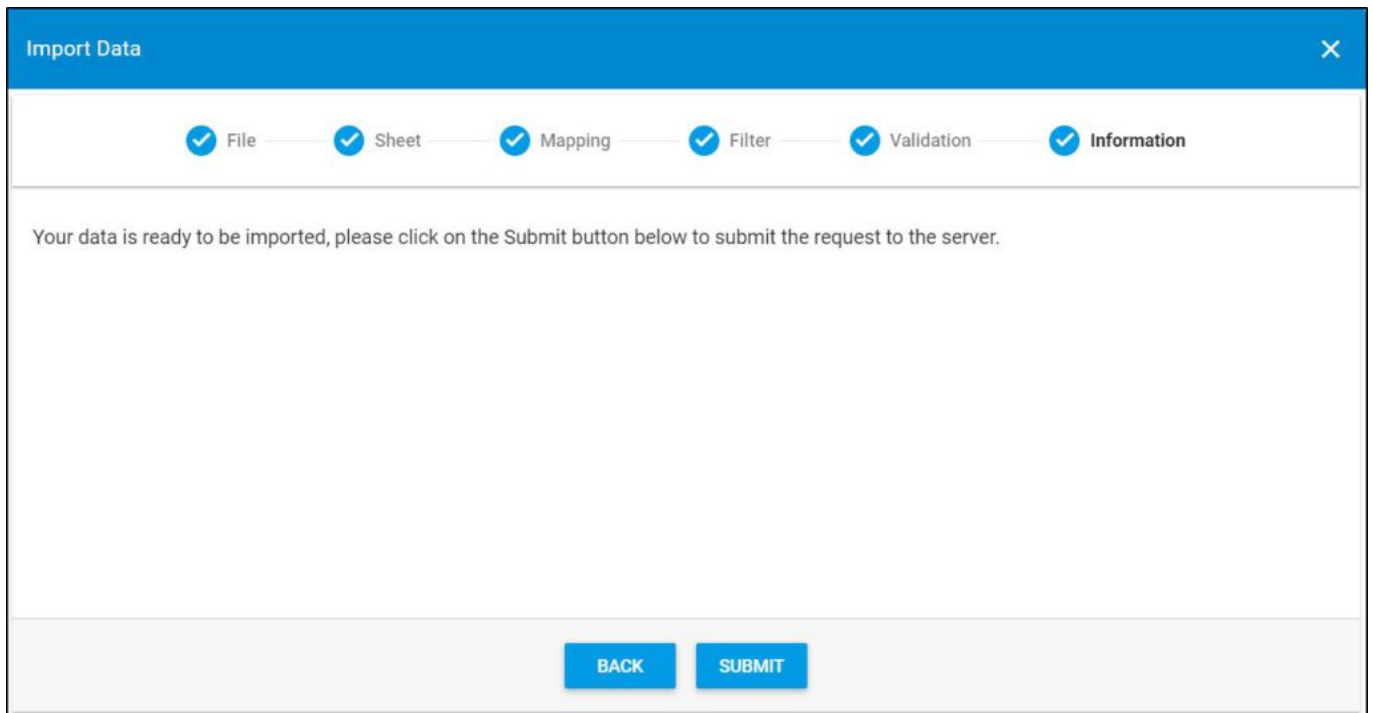 Import Data
File Sheet Mapping Filter Validation Information
Your data is ready to be imported, please click on the Submit button below to submit the request to the server.
BACK SUBMIT